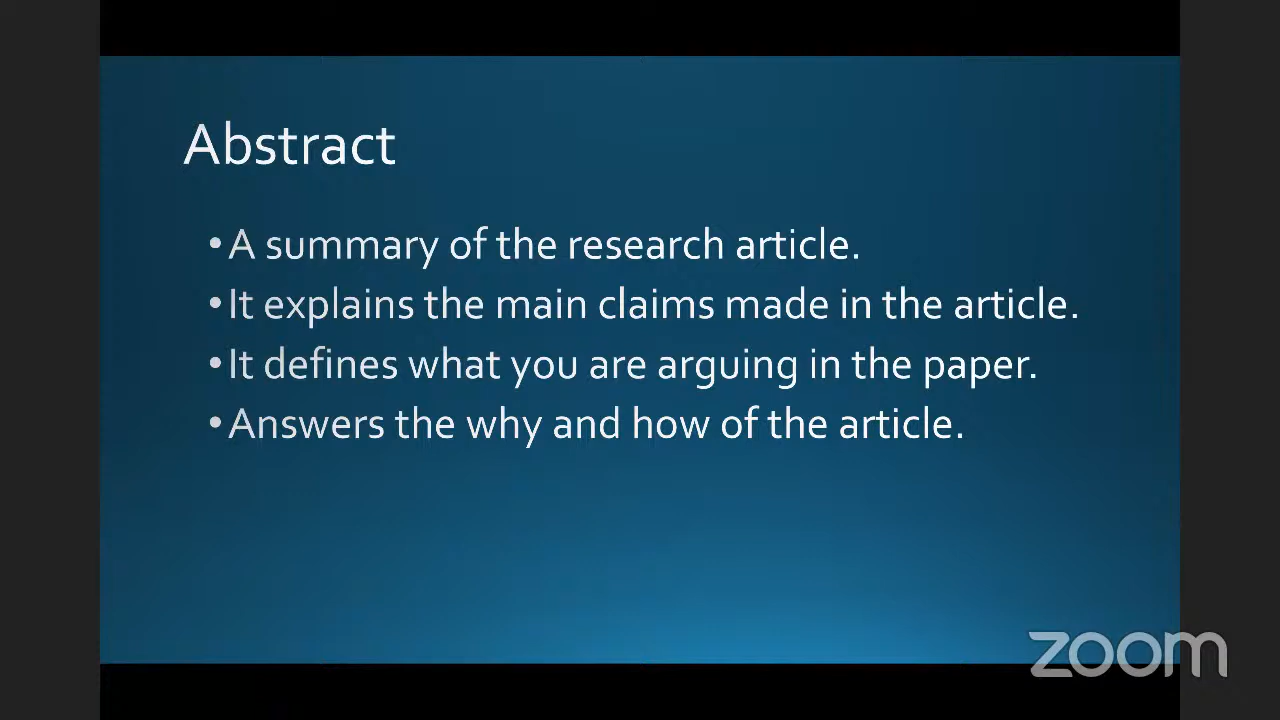 Abstract
•A summary of the research article.
•It explains the main claims made in the article.
•It defines what you are arguing in the paper.
•Answers the why and how of the article.
zoom